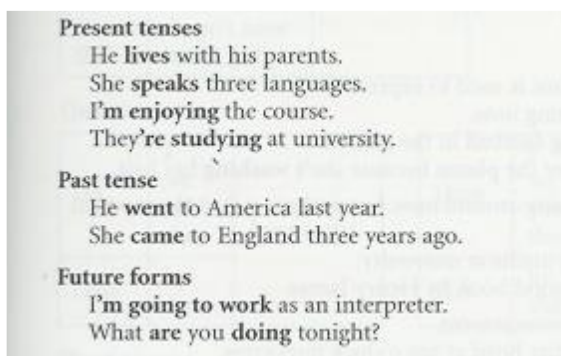 Present tenses
He lives with his parents.
She speaks three languages.
I'm enjoying the course.
They're studying at university.
Past tense
He went to America last year.
She came to England three years ago.
Future forms
I'm going to work as an interpreter.
What are you doing tonight?